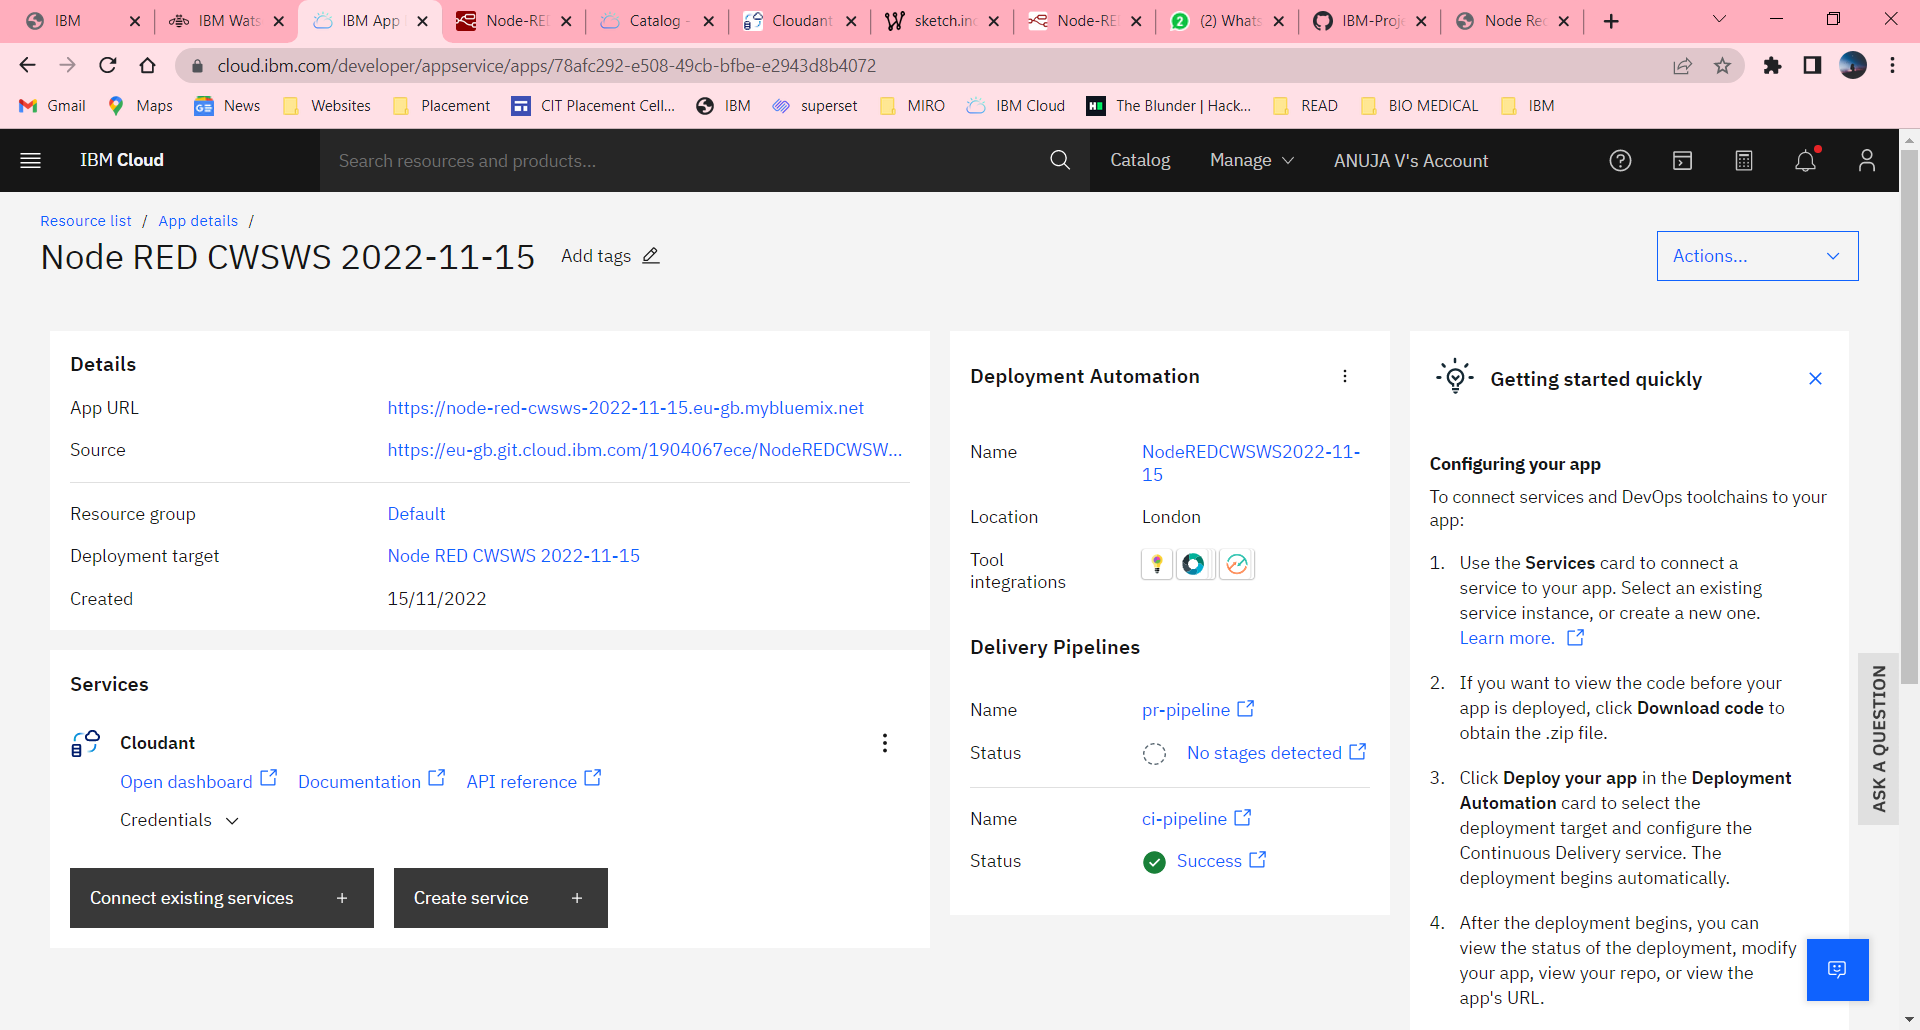 IBM
IBM Wats
IBM App
Node-RE
Catalog -
Cloudant
sketch.in
Node-RE
(2) Whats
IBM-Proj
Node Re
cloud.ibm.com/developer/appservice/apps/78afc292-e508-49cb-bfbe-e2943d8b4072
Gmail
Maps
News
Websites
Placement
CIT Placement Cell...
IBM
superset
MIRO
IBM Cloud
The Blunder | Hack...
READ
BIO MEDICAL
IBM
IBM Cloud
Search resources and products...
Catalog
Manage
ANUJA V's Account
Resource list / App details /
Node RED CWSWS 2022-11-15
Add tags
Actions...
Details
App URL
https://node-red-cwsws-2022-11-15.eu-gb.mybluemix.net
Source
https://eu-gb.git.cloud.ibm.com/1904067ece/NodeREDCWSW...
Resource group
Default
Deployment target
Node RED CWSWS 2022-11-15
Created
15/11/2022
Services
Cloudant
Open dashboard
Documentation
API reference
Credentials
Connect existing services +
Create service +
Deployment Automation
Name
NodeREDCWSWS2022-11-
15
Location
London
Tool
integrations
Delivery Pipelines
Name
pr-pipeline
Status
No stages detected
Name
ci-pipeline
Status
Success
Getting started quickly
Configuring your app
To connect services and DevOps toolchains to your
app:
1. Use the Services card to connect a
service to your app. Select an existing
service instance, or create a new one.
Learn more.
2. If you want to view the code before your
app is deployed, click Download code to
obtain the .zip file.
3. Click Deploy your app in the Deployment
Automation card to select the
deployment target and configure the
Continuous Delivery service. The
deployment begins automatically.
4. After the deployment begins, you can
view the status of the deployment, modify
your app, view your repo, or view the
app's URL.
ASK A QUESTION